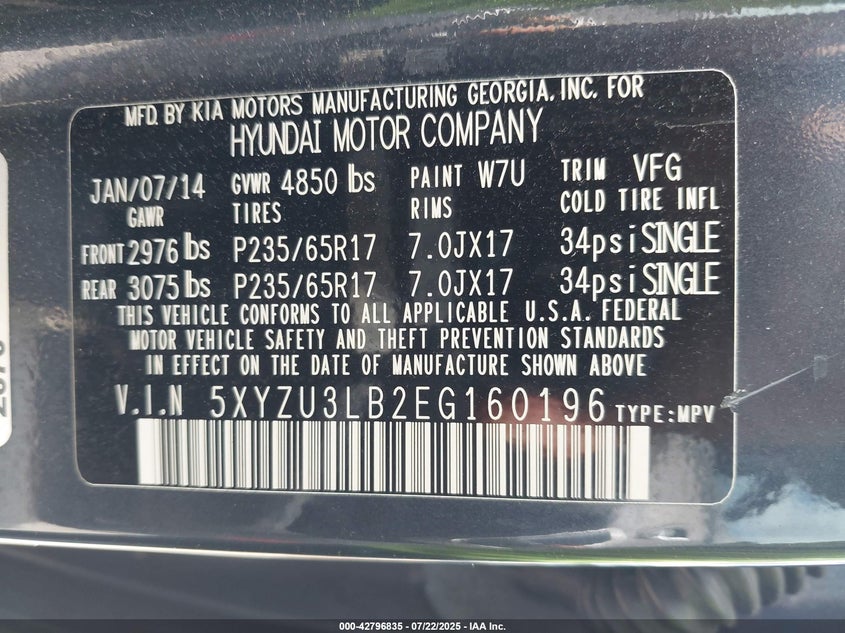 MFD. BY KIA MOTORS MANUFACTURING GEORGIA, INC. FOR
HYUNDAI MOTOR COMPANY
JAN/07/14 GVWR 4850 lbs PAINT W7U TRIM VFG
GAWR TIRES RIMS COLD TIRE INFL
FRONT 2976 lbs P235/65R17 7.0JX17 34psi SINGLE
REAR 3075 lbs P235/65R17 7.0JX17 34psi SINGLE
THIS VEHICLE CONFORMS TO ALL APPLICABLE U.S.A. FEDERAL
MOTOR VEHICLE SAFETY AND THEFT PREVENTION STANDARDS
IN EFFECT ON THE DATE OF MANUFACTURE SHOWN ABOVE
V.I.N 5XYZU3LB2EG160196 TYPE:MPV
000-42796835 - 07/22/2025 - IAA Inc.